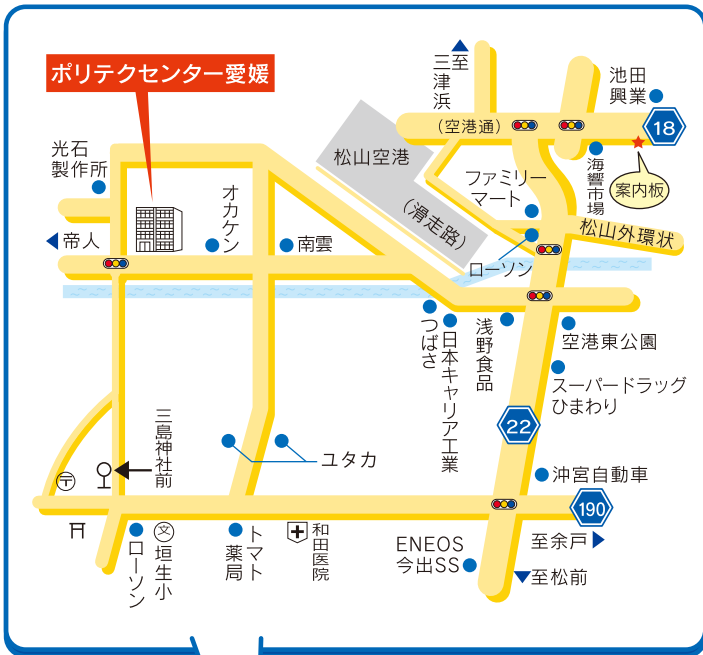 ポリテクセンター愛媛
至
三津浜
池田
興業
(空港通)
18
光石
製作所
松山空港
(滑走路)
海響市場
案内板
ファミリー
マート
オカケン
帝人
南雲
ローソン
松山外環状
つばさ
日本キャリア工業
浅野食品
空港東公園
スーパードラッグ
ひまわり
22
三島神社前
ユタカ
沖宮自動車
〒
190
文
垣生小
ローソン
トマト
薬局
和田医院
ENEOS
今出SS
至余戸
至松前